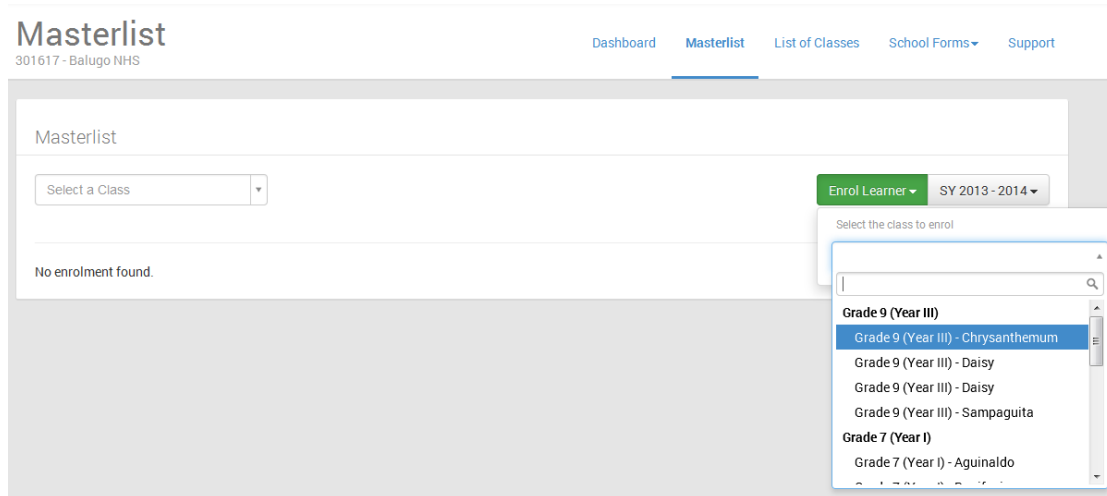 Masterlist
301617 - Balugo NHS
Dashboard Masterlist List of Classes School Forms Support
Masterlist
Select a Class
Enrol Learner SY 2013 - 2014
Select the class to enrol
No enrolment found.
Grade 9 (Year III)
Grade 9 (Year III) - Chrysanthemum
Grade 9 (Year III) - Daisy
Grade 9 (Year III) - Daisy
Grade 9 (Year III) - Sampaguita
Grade 7 (Year I)
Grade 7 (Year I) - Aguinaldo